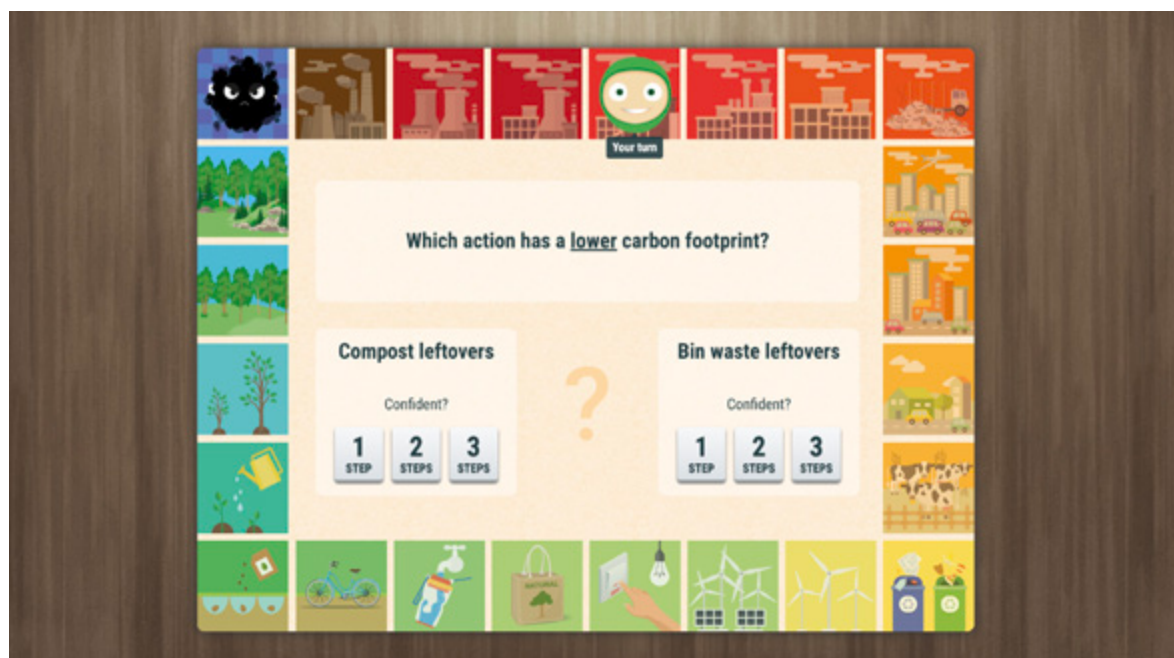 Your turn
Which action has a lower carbon footprint?
Compost leftovers
Confident?
1
STEP
2
STEPS
3
STEPS
Bin waste leftovers
Confident?
1
STEP
2
STEPS
3
STEPS
NATURAL